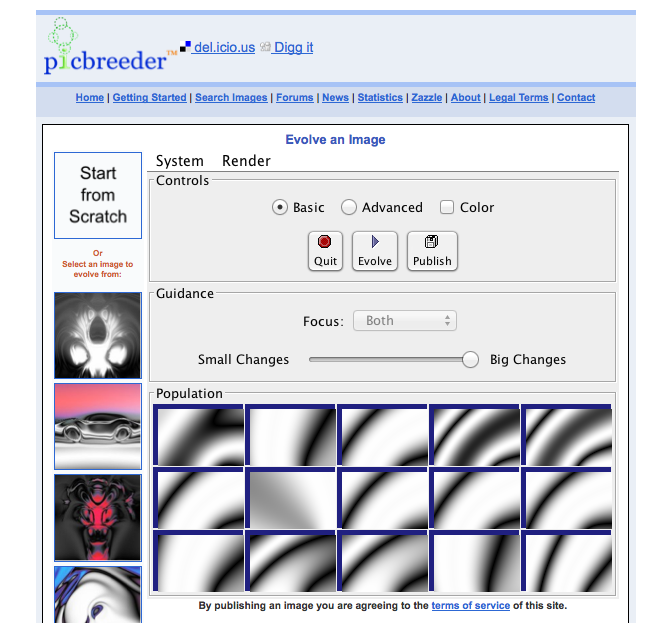 picbreeder™ del.icio.us Digg it
Home | Getting Started | Search Images | Forums | News | Statistics | Zazzle | About | Legal Terms | Contact
Evolve an Image
Start
from
Scratch
Or
Select an image to
evolve from:
System Render
Controls
Basic Advanced Color
Quit Evolve Publish
Guidance
Focus: Both
Small Changes Big Changes
Population
By publishing an image you are agreeing to the terms of service of this site.